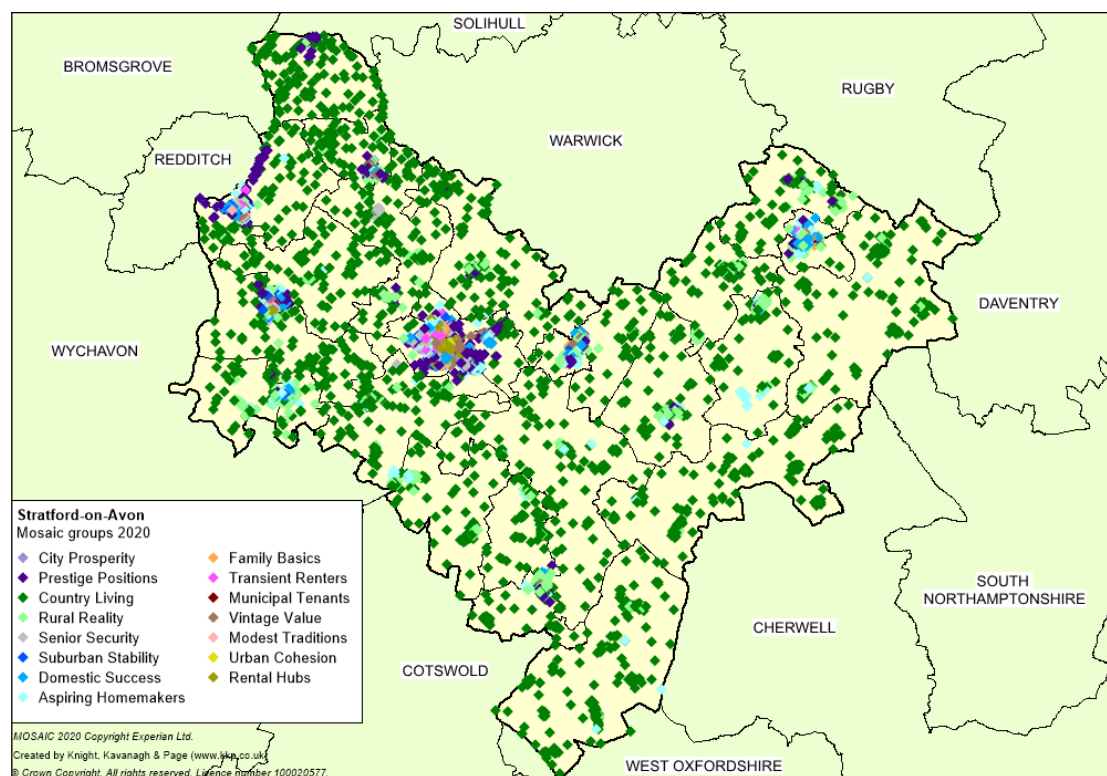 SOLIHULL
BROMSGROVE
RUGBY
WARWICK
REDDITCH
DAVENTRY
WYCHAVON
Stratford-on-Avon
Mosaic groups 2020
City Prosperity
Prestige Positions
Country Living
Rural Reality
Senior Security
Suburban Stability
Domestic Success
Aspiring Homemakers
Family Basics
Transient Renters
Municipal Tenants
Vintage Value
Modest Traditions
Urban Cohesion
Rental Hubs
SOUTH
NORTHAMPTONSHIRE
CHERWELL
COTSWOLD
MOSAIC 2020 Copyright Experian Ltd.
Created by Knight, Kavanagh & Page (www.kkp.co.uk)
© Crown Copyright. All rights reserved. Licence number 100020577.
WEST OXFORDSHIRE